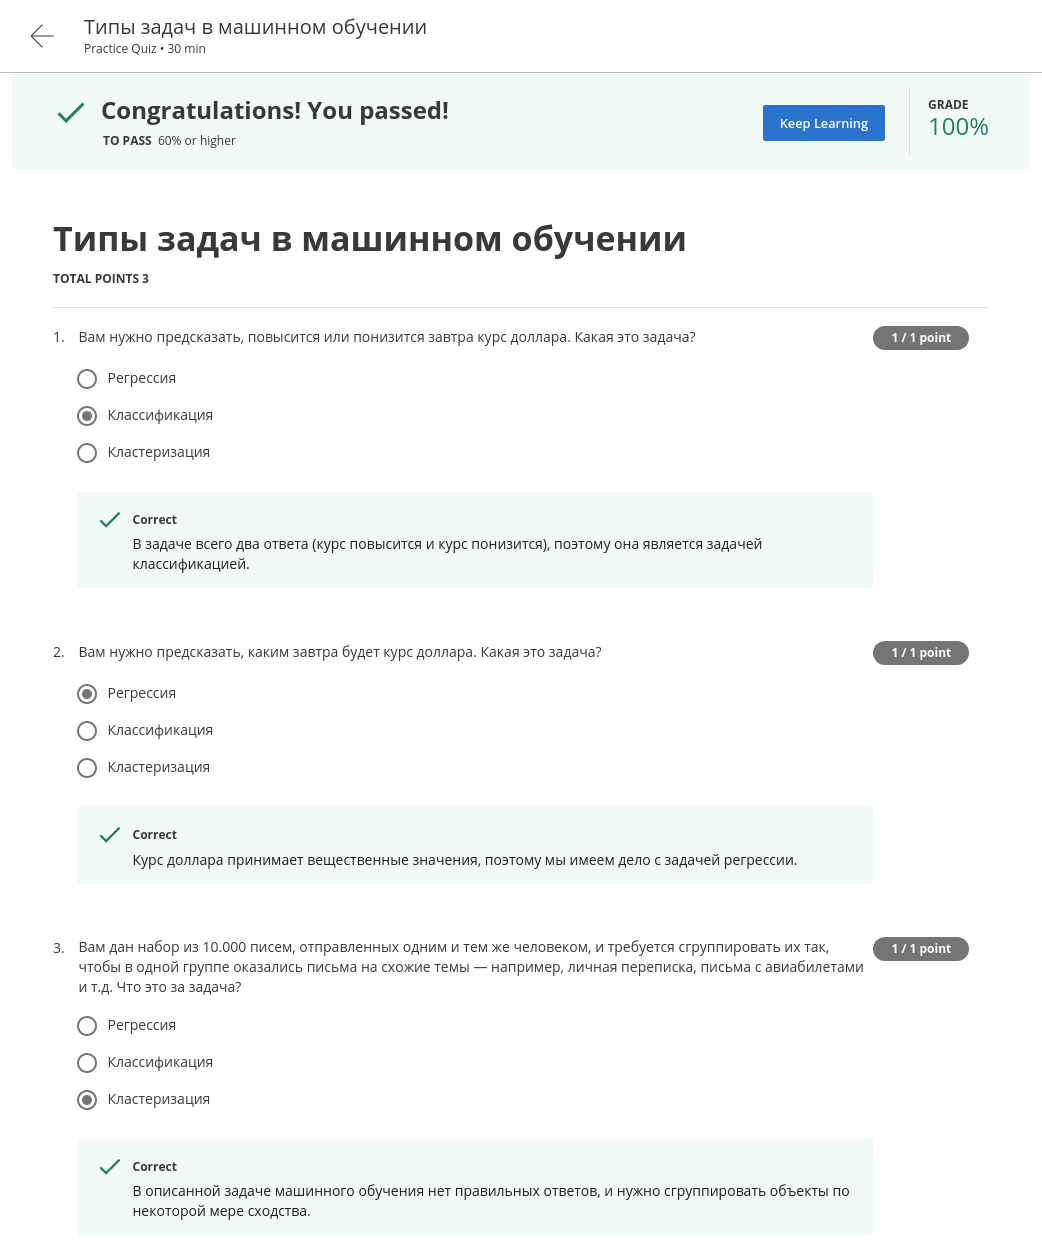 Типы задач в машинном обучении
Practice Quiz • 30 min
Congratulations! You passed!
TO PASS 60% or higher
Keep Learning
GRADE
100%
Типы задач в машинном обучении
TOTAL POINTS 3
1. Вам нужно предсказать, повысится или понизится завтра курс доллара. Какая это задача?
1 / 1 point
Регрессия
Классификация
Кластеризация
Correct
В задаче всего два ответа (курс повысится и курс понизится), поэтому она является задачей
классификацией.
2. Вам нужно предсказать, каким завтра будет курс доллара. Какая это задача?
1 / 1 point
Регрессия
Классификация
Кластеризация
Correct
Курс доллара принимает вещественные значения, поэтому мы имеем дело с задачей регрессии.
3. Вам дан набор из 10.000 писем, отправленных одним и тем же человеком, и требуется сгруппировать их так,
1 / 1 point
чтобы в одной группе оказались письма на схожие темы — например, личная переписка, письма с авиабилетами
и т.д. Что это за задача?
Регрессия
Классификация
Кластеризация
Correct
В описанной задаче машинного обучения нет правильных ответов, и нужно сгруппировать объекты по
некоторой мере сходства.